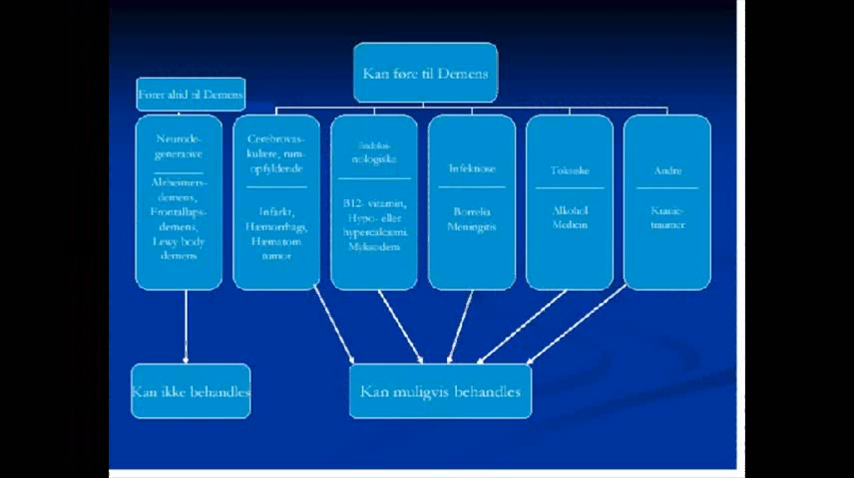 Kan føre til Demens
Fører altid til Demens
Neurode-
generative
Alzheimers-
demens,
Frontallaps-
demens,
Lewy body
demens
Cerebrovas-
kulære, rum-
opfyldende
Infarkt,
Hæmorrhagi,
Hæmatom
tumor
nologiske
B12- vitamin,
Hypo- eller
hypercalcæmi,
Myksødem
Infektiøse
Borrelia
Meningitis
Toksiske
Alkohol
Medicin
Andre
Kranie-
traumer
Kan ikke behandles
Kan muligvis behandles